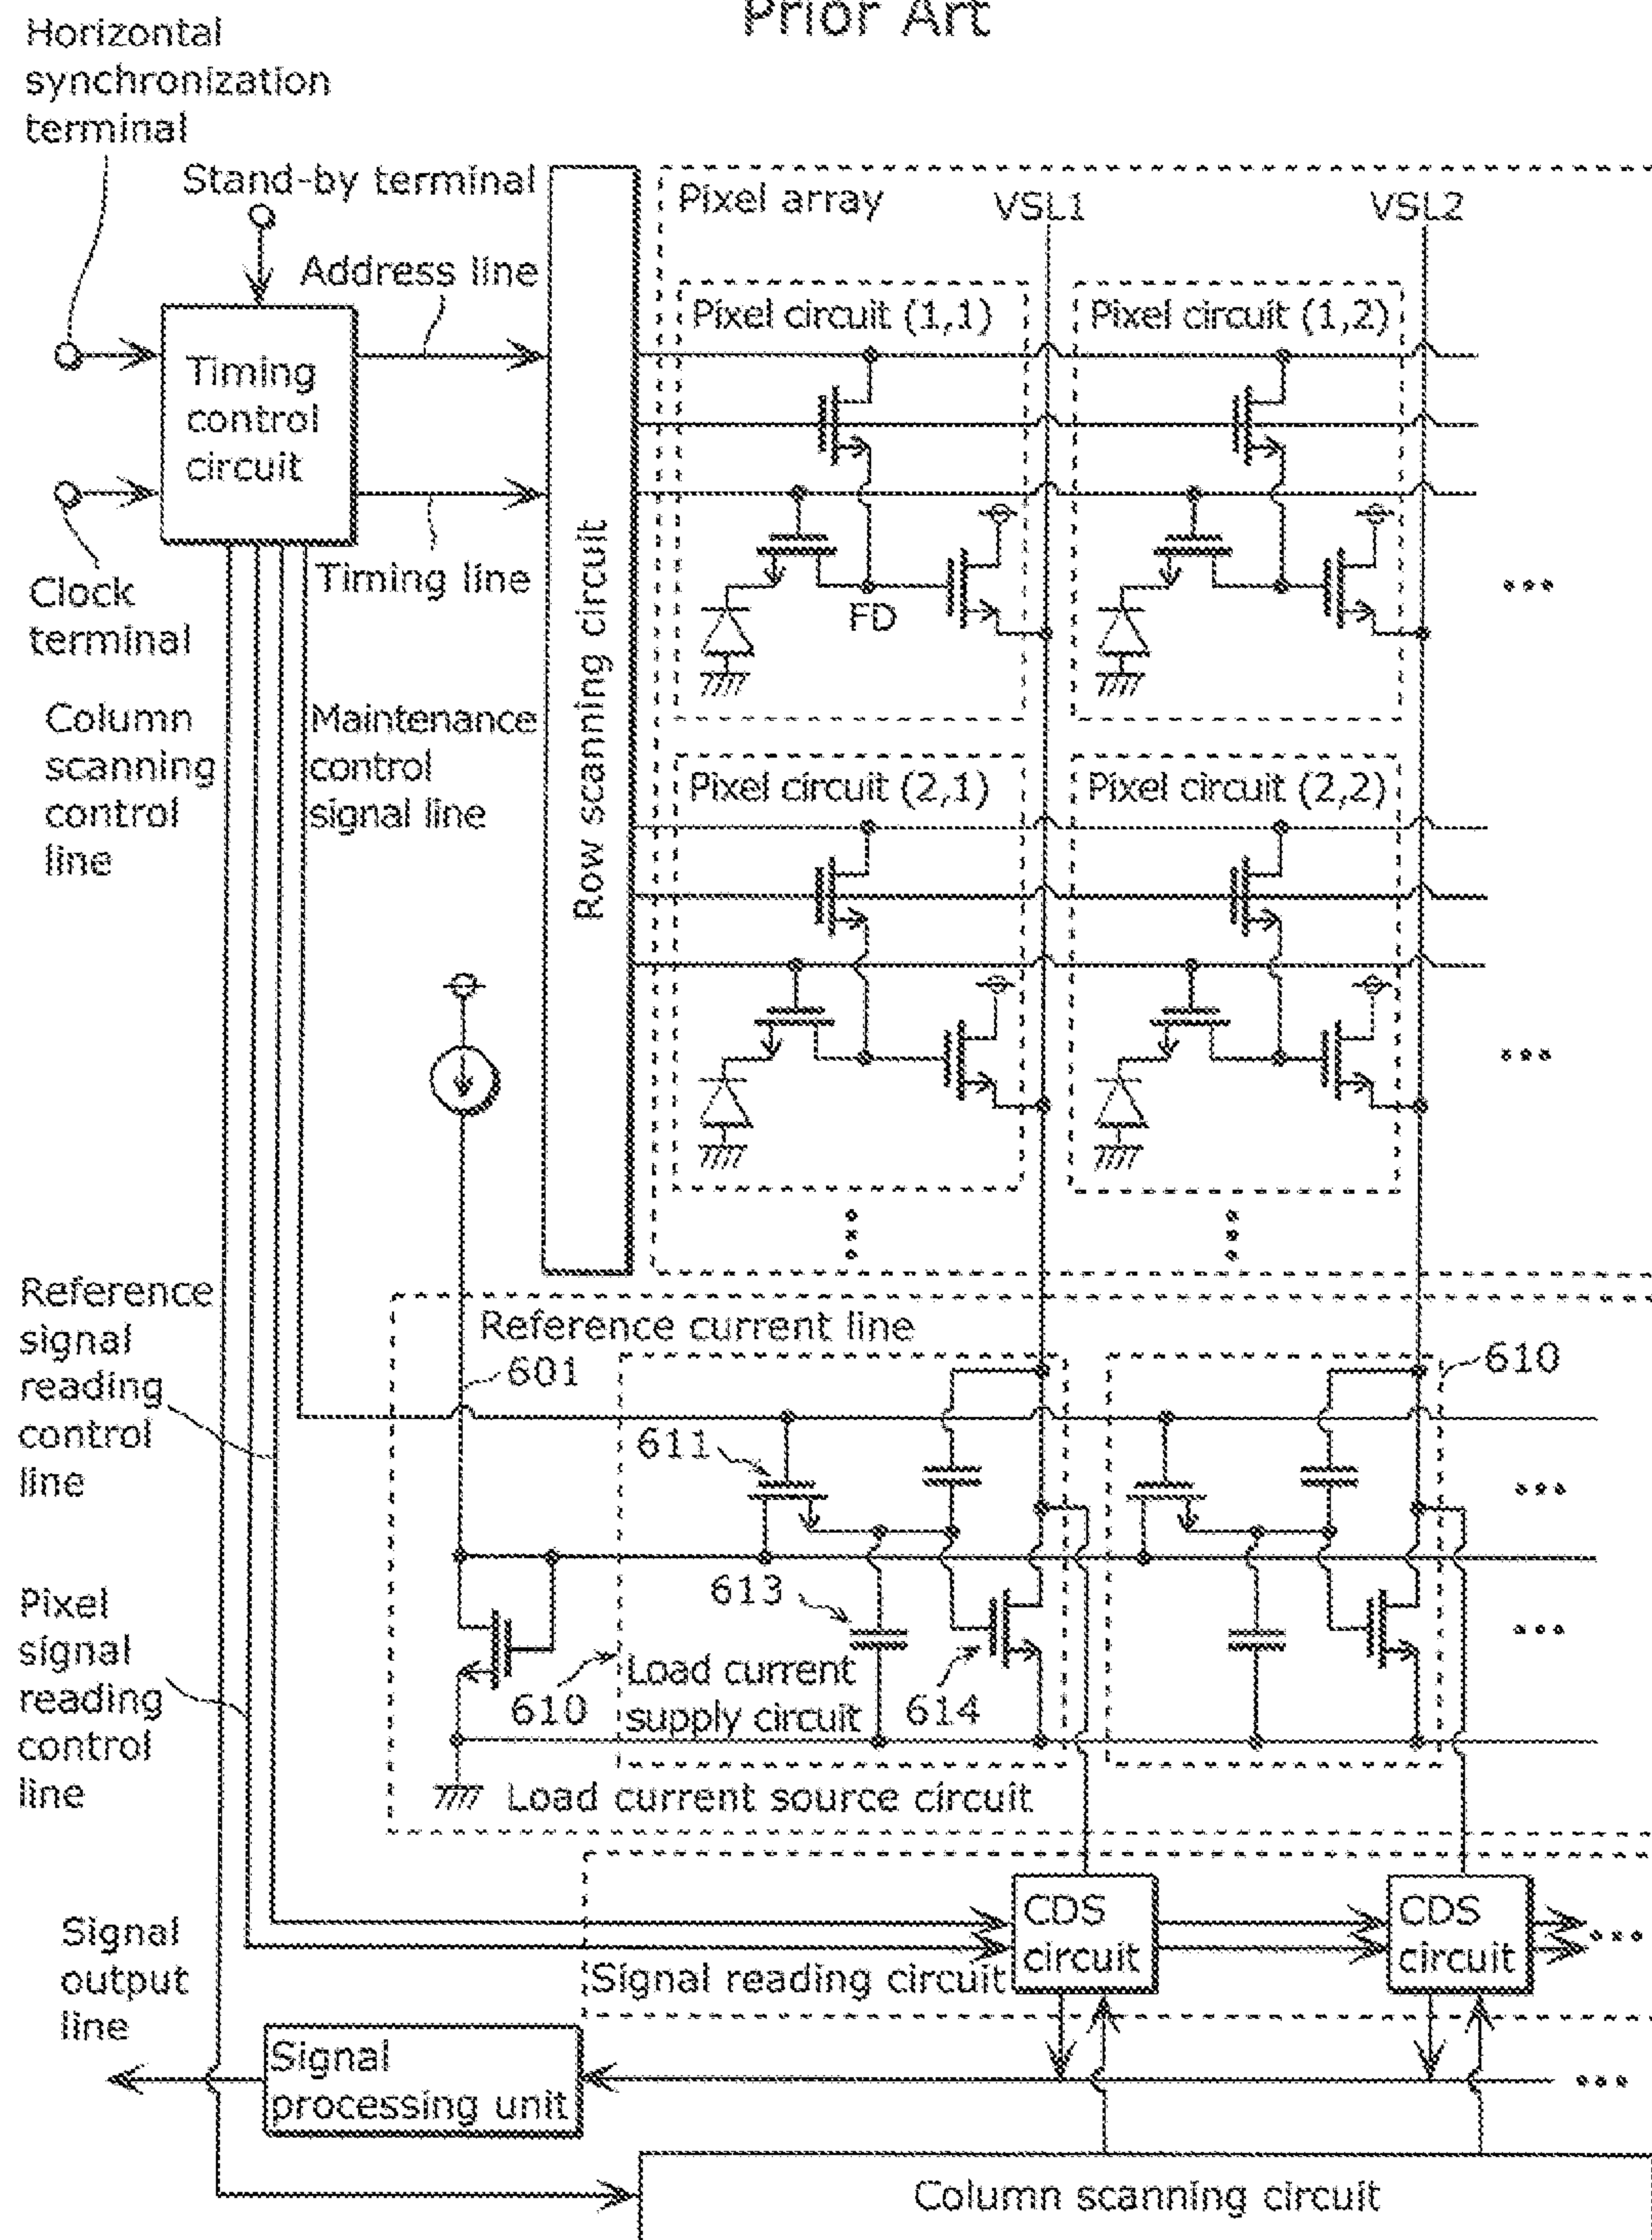 Prior Art
Horizontal
synchronization
terminal
Stand-by terminal
Address line
Timing
control
circuit
Timing line
Clock
terminal
Column
scanning
control
line
Maintenance
control
signal line
Row scanning circuit
Pixel array
VSL1
VSL2
Pixel circuit (1,1)
Pixel circuit (1,2)
FD
...
Pixel circuit (2,1)
Pixel circuit (2,2)
...
Reference
signal
reading
control
line
Reference current line
601
610
611
...
613
...
610
Load current
supply circuit
614
Load current source circuit
Pixel
signal
reading
control
line
CDS
circuit
CDS
circuit
...
Signal reading circuit
Signal
output
line
Signal
processing unit
...
Column scanning circuit